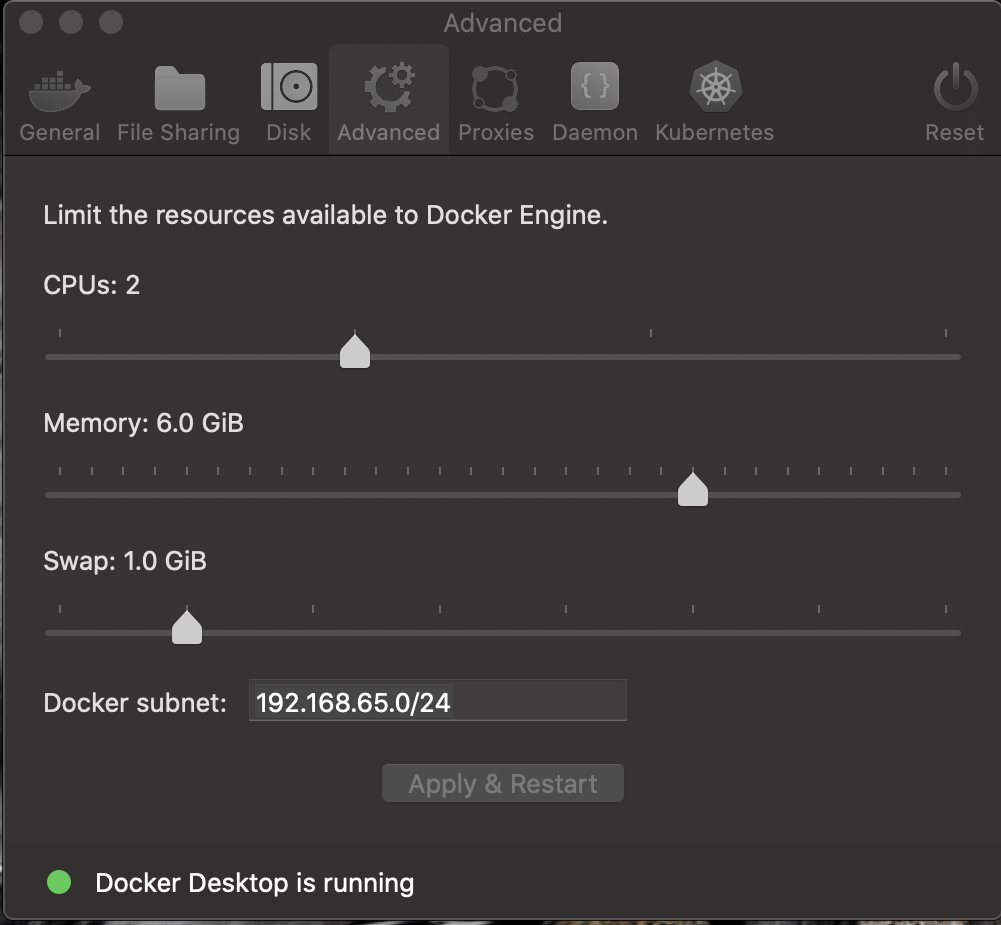 Advanced
General File Sharing Disk Advanced Proxies Daemon Kubernetes Reset
Limit the resources available to Docker Engine.
CPUs: 2
Memory: 6.0 GiB
Swap: 1.0 GiB
Docker subnet: 192.168.65.0/24
Apply & Restart
Docker Desktop is running